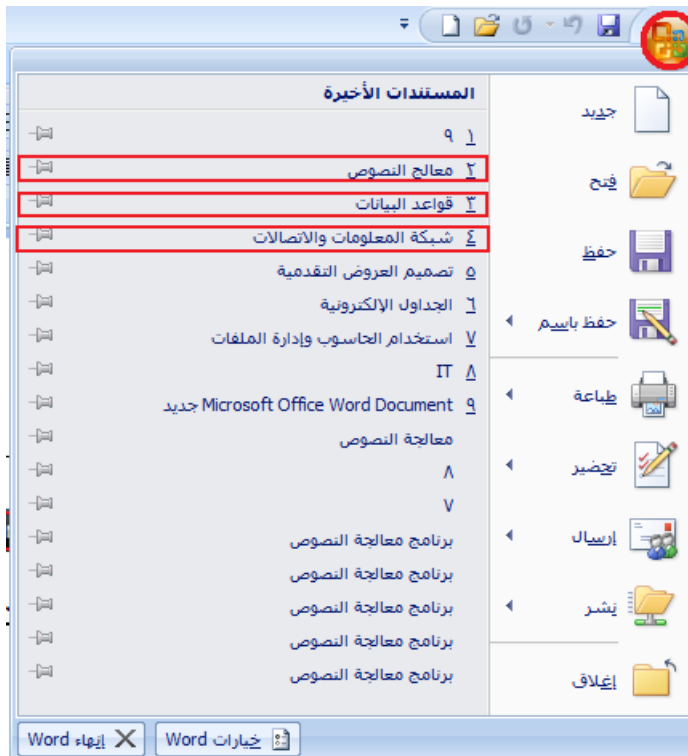 جديد
فتح
حفظ
حفظ باسم
طباعة
تحضير
إرسال
نشر
إغلاق
المستندات الأخيرة
١ ٩
٢ معالج النصوص
٣ قواعد البيانات
٤ شبكة المعلومات والاتصالات
٥ تصميم العروض التقدمية
٦ الجداول الإلكترونية
٧ استخدام الحاسوب وإدارة الملفات
٨ IT
٩ Microsoft Office Word Document جديد
معالجة النصوص
٨
٧
برنامج معالجة النصوص
برنامج معالجة النصوص
برنامج معالجة النصوص
برنامج معالجة النصوص
برنامج معالجة النصوص
خيارات Word
إنهاء Word